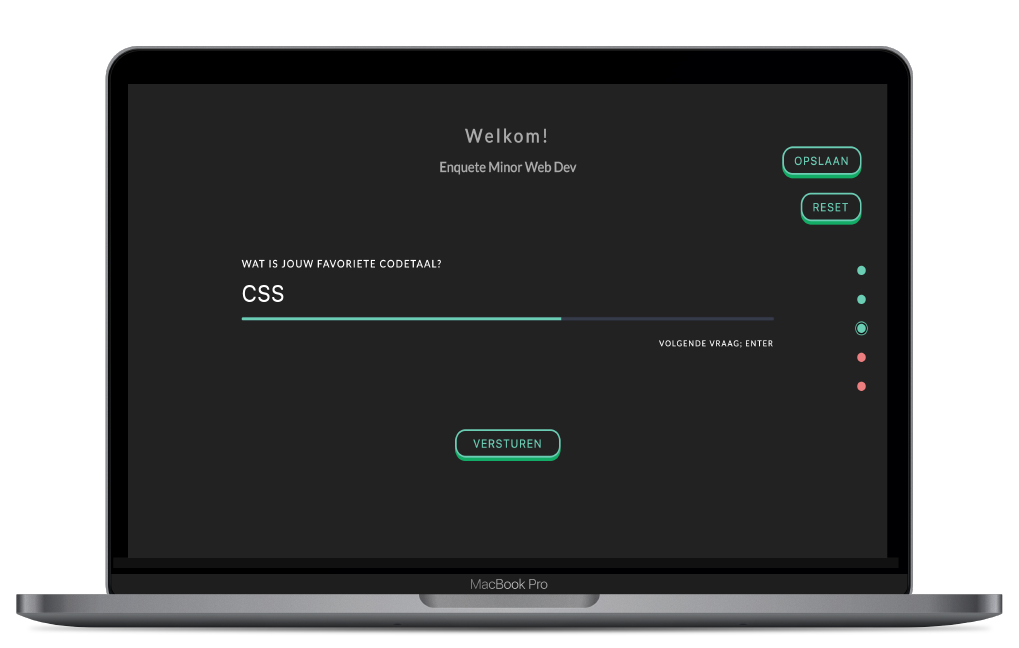 Welkom!
Enquete Minor Web Dev
OPSLAAN
RESET
WAT IS JOUW FAVORIETE CODETAAL?
CSS
VOLGENDE VRAAG; ENTER
VERSTUREN
MacBook Pro